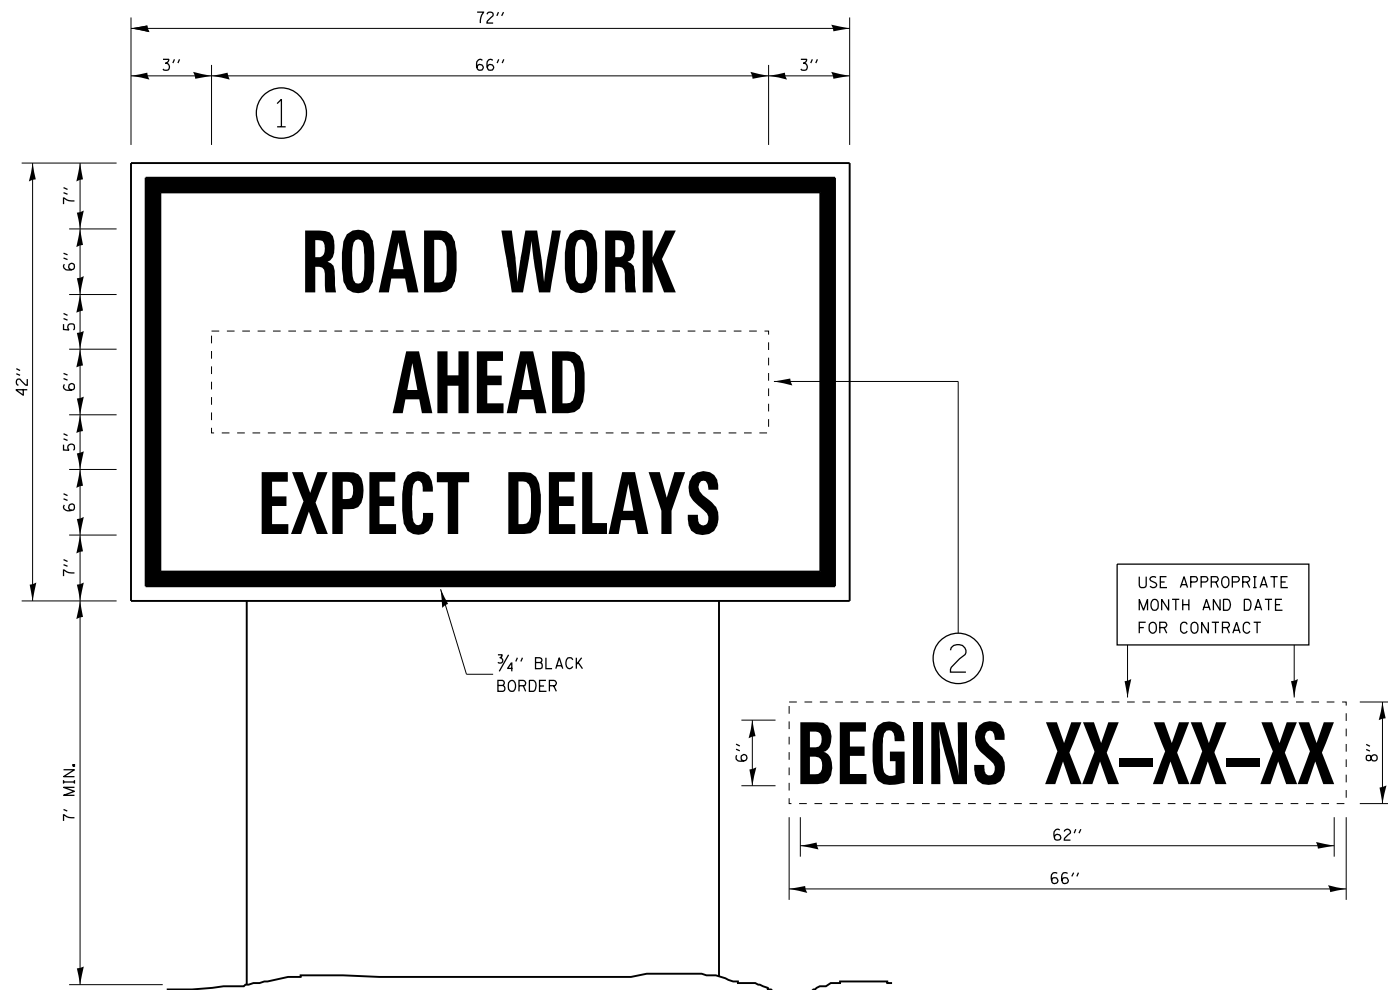 72''
3'' 66'' 3''
1
7''
6''
5''
6''
5''
6''
7''
42''
ROAD WORK
AHEAD
EXPECT DELAYS
¾'' BLACK
BORDER
7' MIN.
2
USE APPROPRIATE
MONTH AND DATE
FOR CONTRACT
6''
BEGINS XX–XX–XX
8''
62''
66''